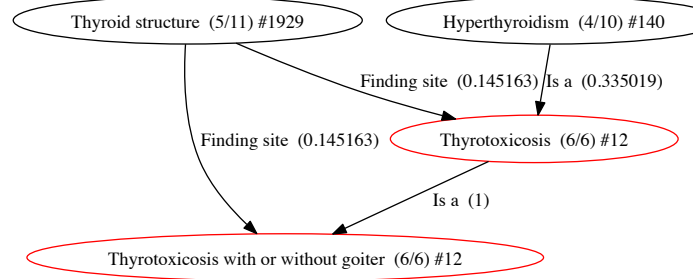 Thyroid structure (5/11) #1929
Hyperthyroidism (4/10) #140
Finding site (0.145163)
Is a (0.335019)
Finding site (0.145163)
Thyrotoxicosis (6/6) #12
Is a (1)
Thyrotoxicosis with or without goiter (6/6) #12